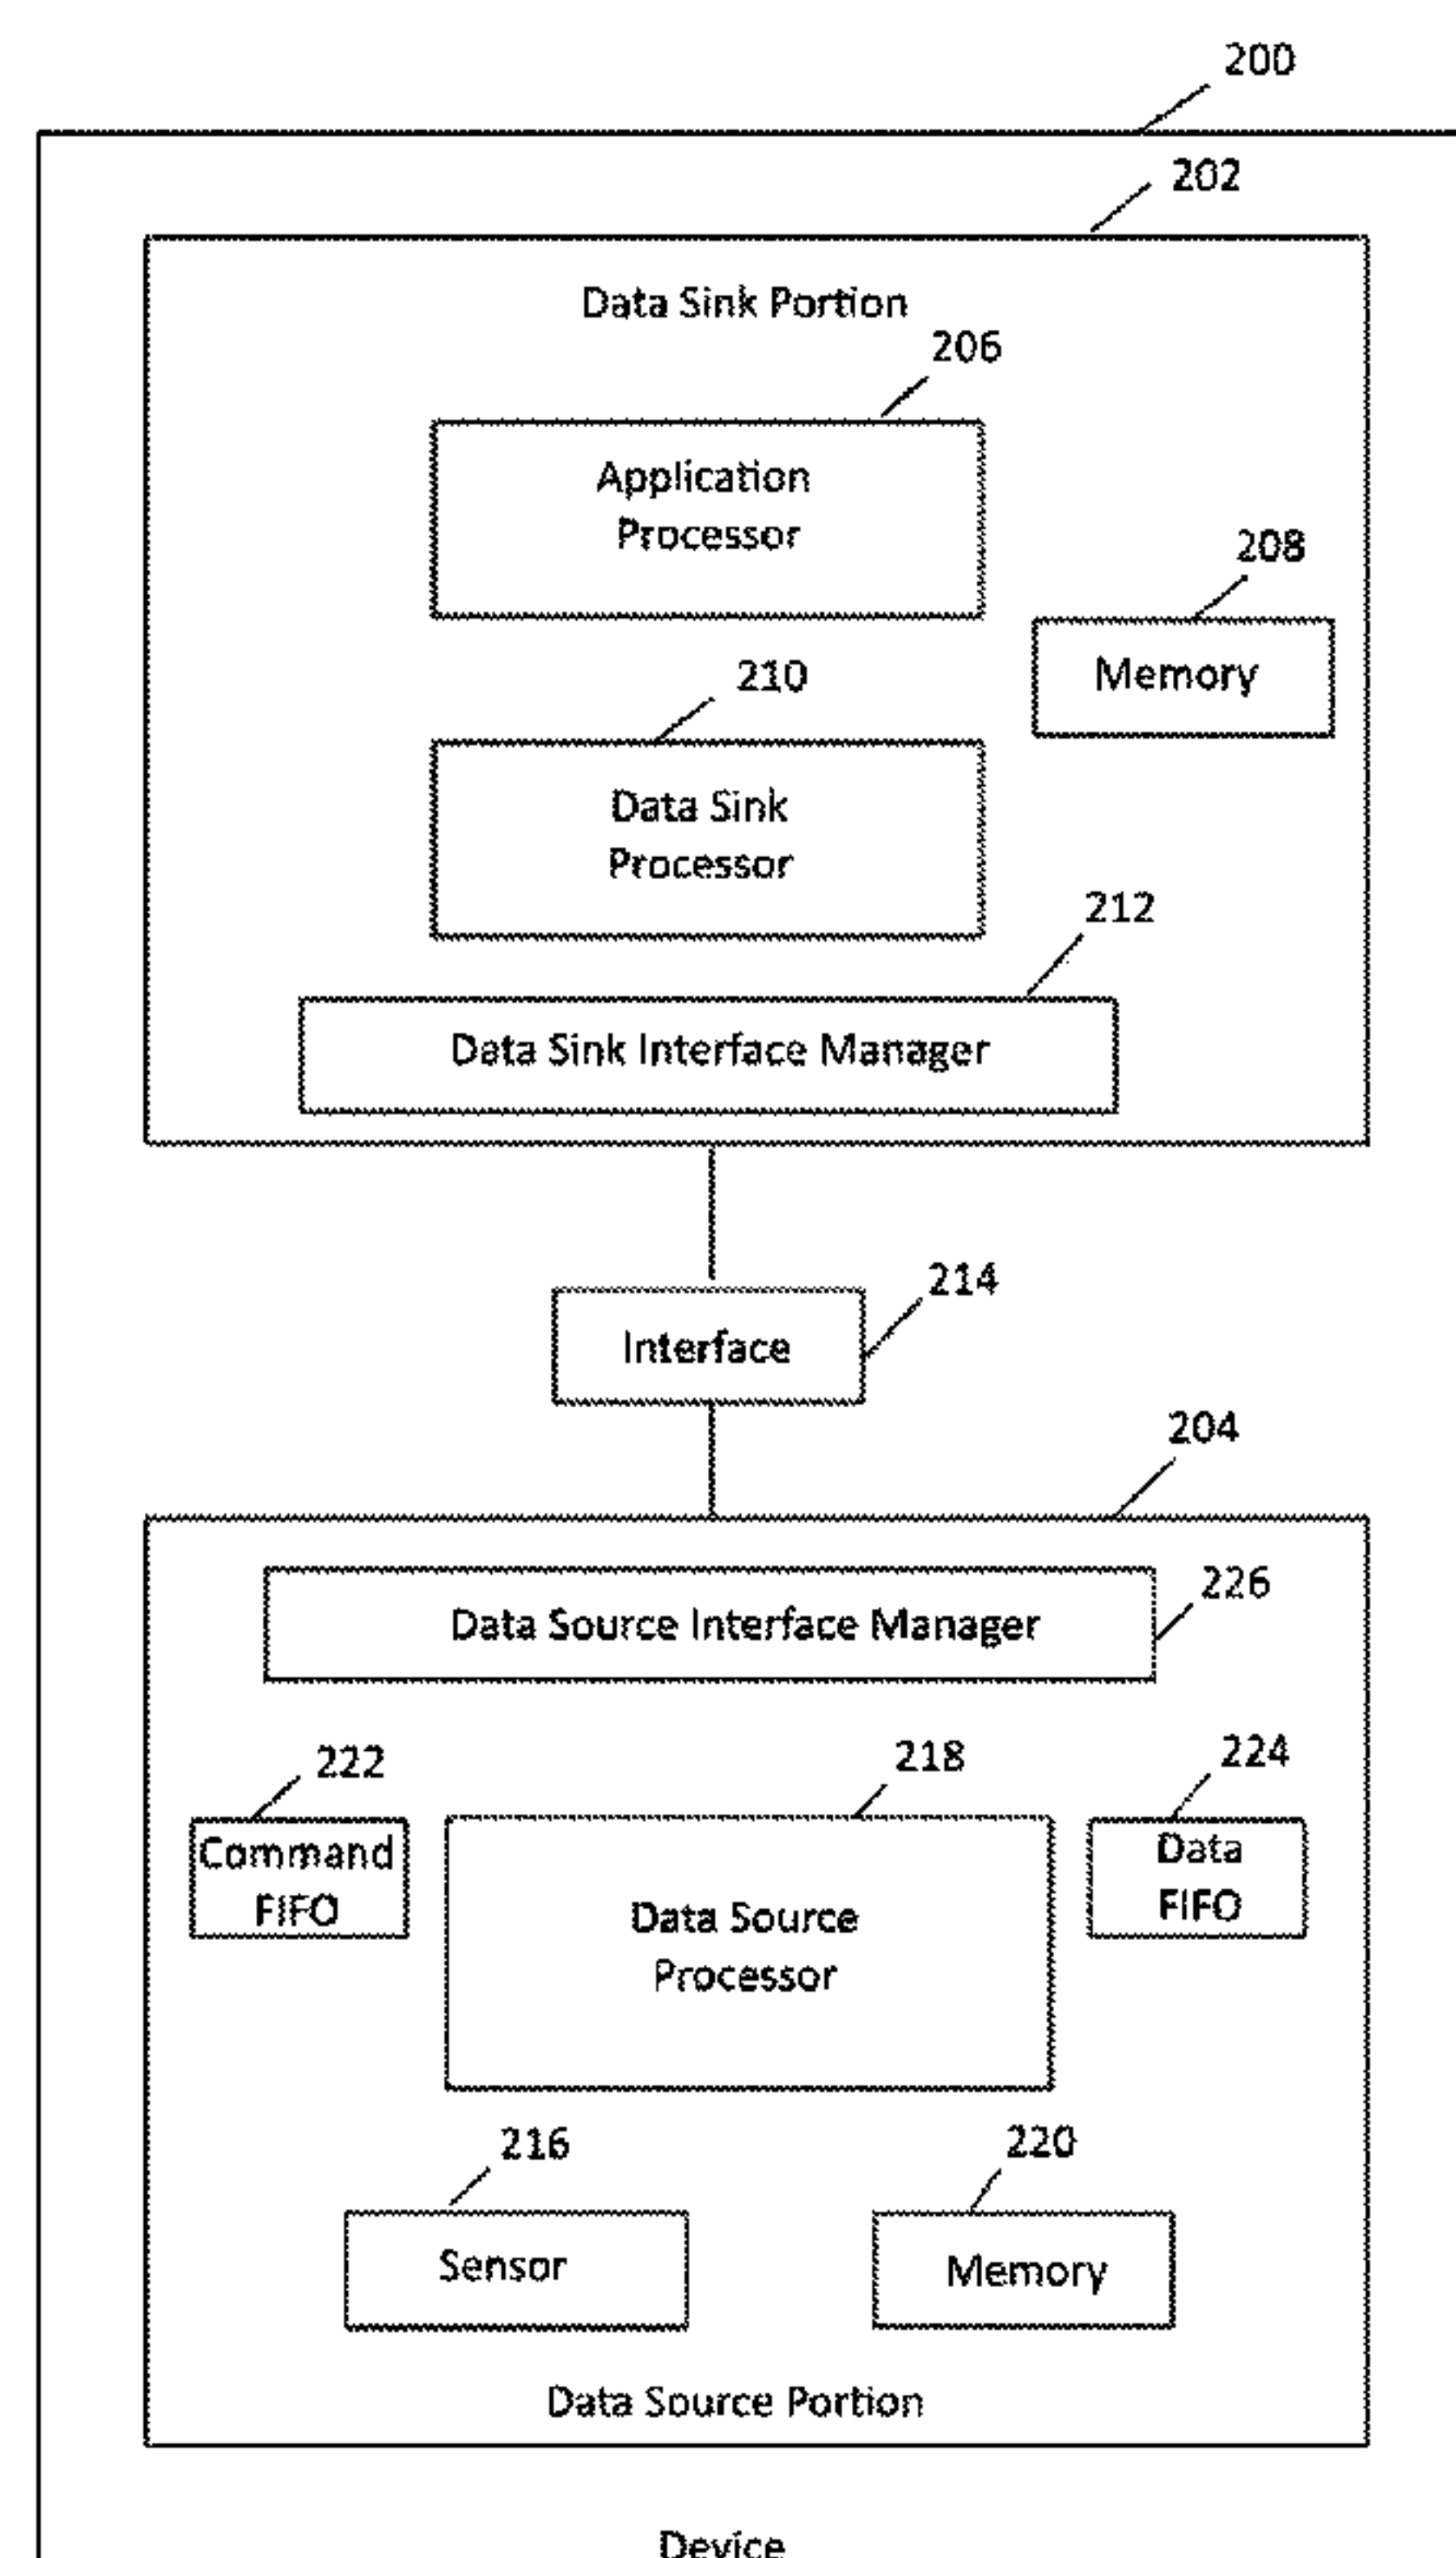 200
202
Data Sink Portion
206
Application
Processor
208
Memory
210
Data Sink
Processor
212
Data Sink Interface Manager
214
Interface
204
226
Data Source Interface Manager
222
218
224
Command
FIFO
Data Source
Processor
Data
FIFO
216
220
Sensor
Memory
Data Source Portion
Device